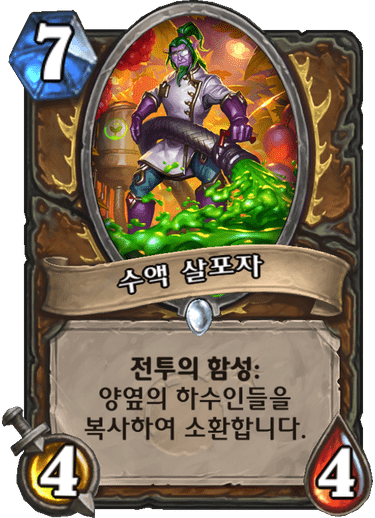 7
수액 살포자
전투의 함성:
양옆의 하수인들을
복사하여 소환합니다.
4
4